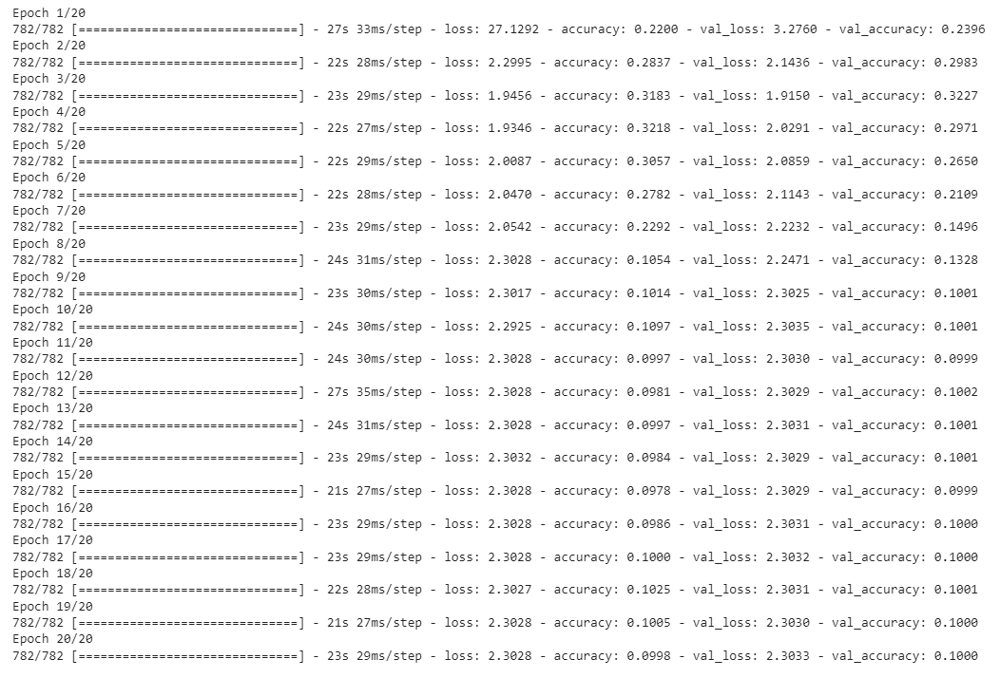 Epoch 1/20
782/782 [==============================] - 27s 33ms/step - loss: 27.1292 - accuracy: 0.2200 - val_loss: 3.2760 - val_accuracy: 0.2396
Epoch 2/20
782/782 [==============================] - 22s 28ms/step - loss: 2.2995 - accuracy: 0.2837 - val_loss: 2.1436 - val_accuracy: 0.2983
Epoch 3/20
782/782 [==============================] - 23s 29ms/step - loss: 1.9456 - accuracy: 0.3183 - val_loss: 1.9150 - val_accuracy: 0.3227
Epoch 4/20
782/782 [==============================] - 22s 27ms/step - loss: 1.9346 - accuracy: 0.3218 - val_loss: 2.0291 - val_accuracy: 0.2971
Epoch 5/20
782/782 [==============================] - 22s 29ms/step - loss: 2.0087 - accuracy: 0.3057 - val_loss: 2.0859 - val_accuracy: 0.2650
Epoch 6/20
782/782 [==============================] - 22s 28ms/step - loss: 2.0470 - accuracy: 0.2782 - val_loss: 2.1143 - val_accuracy: 0.2109
Epoch 7/20
782/782 [==============================] - 23s 29ms/step - loss: 2.0542 - accuracy: 0.2292 - val_loss: 2.2232 - val_accuracy: 0.1496
Epoch 8/20
782/782 [==============================] - 24s 31ms/step - loss: 2.3028 - accuracy: 0.1054 - val_loss: 2.2471 - val_accuracy: 0.1328
Epoch 9/20
782/782 [==============================] - 23s 30ms/step - loss: 2.3017 - accuracy: 0.1014 - val_loss: 2.3025 - val_accuracy: 0.1001
Epoch 10/20
782/782 [==============================] - 24s 30ms/step - loss: 2.2925 - accuracy: 0.1097 - val_loss: 2.3035 - val_accuracy: 0.1001
Epoch 11/20
782/782 [==============================] - 24s 30ms/step - loss: 2.3028 - accuracy: 0.0997 - val_loss: 2.3030 - val_accuracy: 0.0999
Epoch 12/20
782/782 [==============================] - 27s 35ms/step - loss: 2.3028 - accuracy: 0.0981 - val_loss: 2.3029 - val_accuracy: 0.1002
Epoch 13/20
782/782 [==============================] - 24s 31ms/step - loss: 2.3028 - accuracy: 0.0997 - val_loss: 2.3031 - val_accuracy: 0.1001
Epoch 14/20
782/782 [==============================] - 23s 29ms/step - loss: 2.3032 - accuracy: 0.0984 - val_loss: 2.3029 - val_accuracy: 0.1001
Epoch 15/20
782/782 [==============================] - 21s 27ms/step - loss: 2.3028 - accuracy: 0.0978 - val_loss: 2.3029 - val_accuracy: 0.0999
Epoch 16/20
782/782 [==============================] - 23s 29ms/step - loss: 2.3028 - accuracy: 0.0986 - val_loss: 2.3031 - val_accuracy: 0.1000
Epoch 17/20
782/782 [==============================] - 23s 29ms/step - loss: 2.3028 - accuracy: 0.1000 - val_loss: 2.3032 - val_accuracy: 0.1000
Epoch 18/20
782/782 [==============================] - 22s 28ms/step - loss: 2.3027 - accuracy: 0.1025 - val_loss: 2.3031 - val_accuracy: 0.1001
Epoch 19/20
782/782 [==============================] - 21s 27ms/step - loss: 2.3028 - accuracy: 0.1005 - val_loss: 2.3030 - val_accuracy: 0.1000
Epoch 20/20
782/782 [==============================] - 23s 29ms/step - loss: 2.3028 - accuracy: 0.0998 - val_loss: 2.3033 - val_accuracy: 0.1000